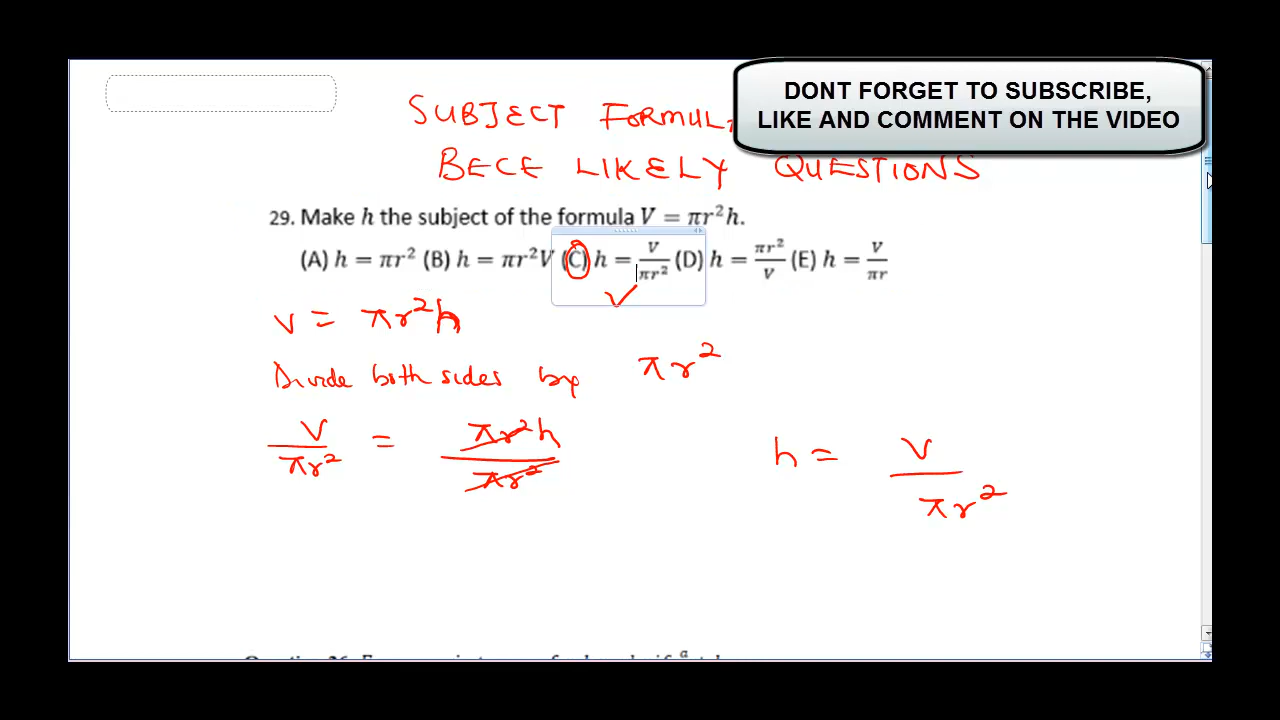 DONT FORGET TO SUBSCRIBE,
LIKE AND COMMENT ON THE VIDEO
SUBJECT FORMUL
BECE LIKELY QUESTIONS
29. Make h the subject of the formula V = πr²h.
(A) h = πr² (B) h = πr²V (C) h = V/πr² (D) h = πr²/V (E) h = V/πr
v = πr²h
Divide both sides by πr²
V/πr² = πr²h/πr²
h = V/πr²